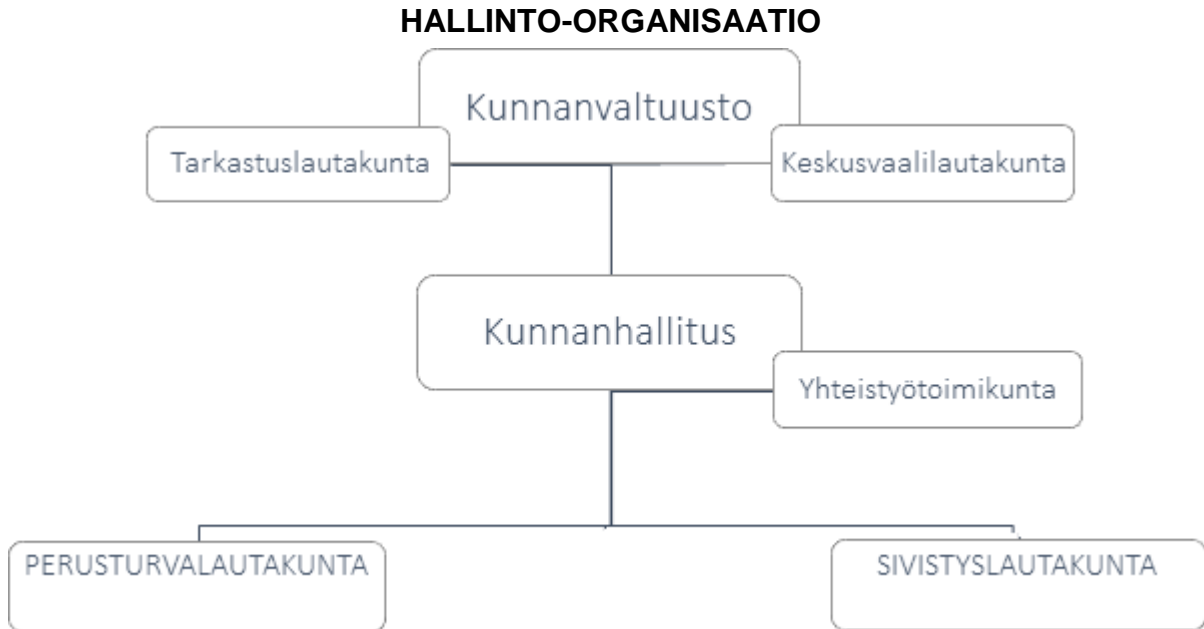 HALLINTO-ORGANISAATIO
Kunnanvaltuusto
Tarkastuslautakunta
Keskusvaalilautakunta
Kunnanhallitus
Yhteistyötoimikunta
PERUSTURVALAUTAKUNTA
SIVISTYSLAUTAKUNTA